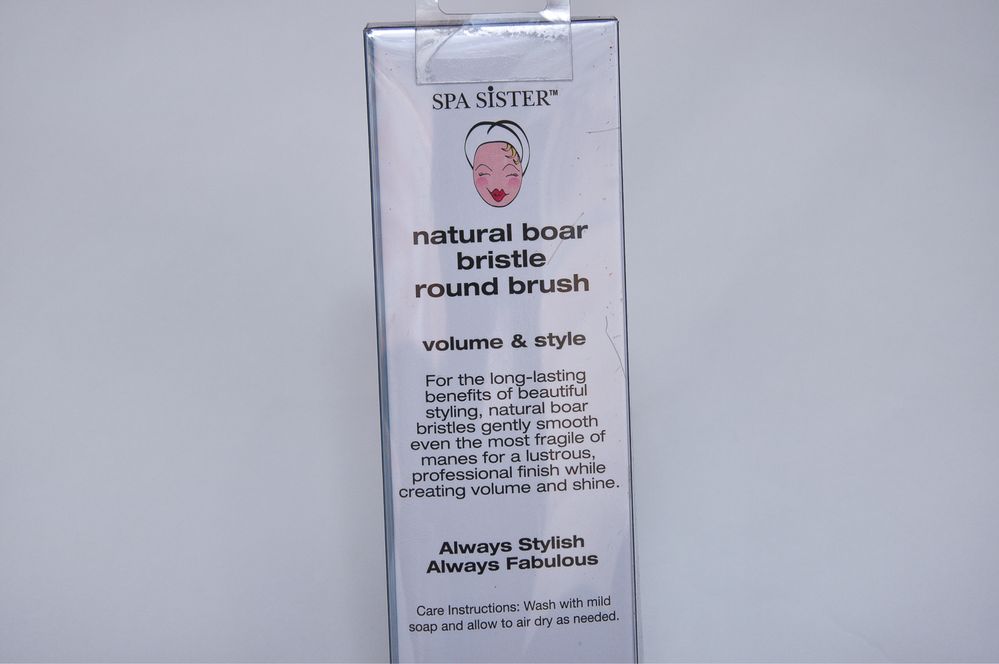 SPA SiSTER™
natural boar
bristle
round brush
volume & style
For the long-lasting
benefits of beautiful
styling, natural boar
bristles gently smooth
even the most fragile of
manes for a lustrous,
professional finish while
creating volume and shine.
Always Stylish
Always Fabulous
Care Instructions: Wash with mild
soap and allow to air dry as needed.